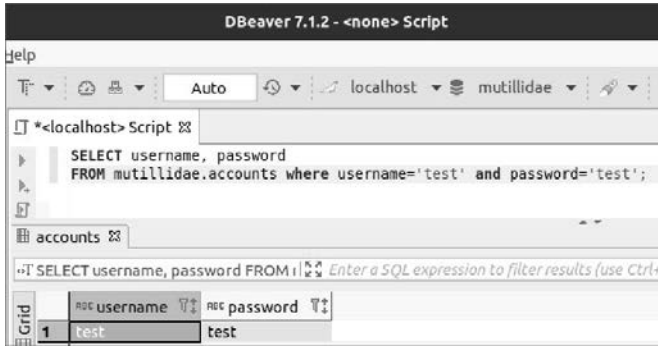 DBeaver 7.1.2 - <none> Script
Help
Auto localhost mutillidae
*<localhost> Script
SELECT username, password
FROM mutillidae.accounts where username='test' and password='test';
accounts
SELECT username, password FROM Enter a SQL expression to filter results (use Ctrl+
Grid
ABC username ABC password
1 test test